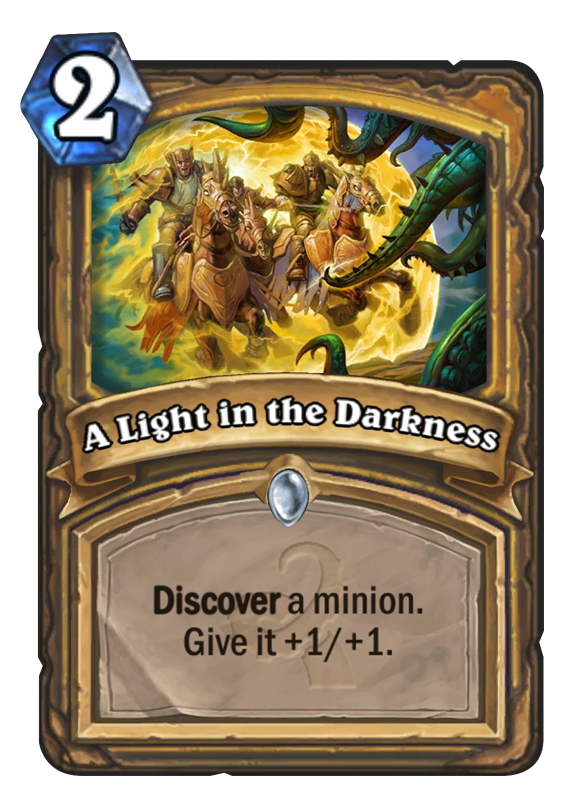 2
A Light in the Darkness
Discover a minion.
Give it +1/+1.